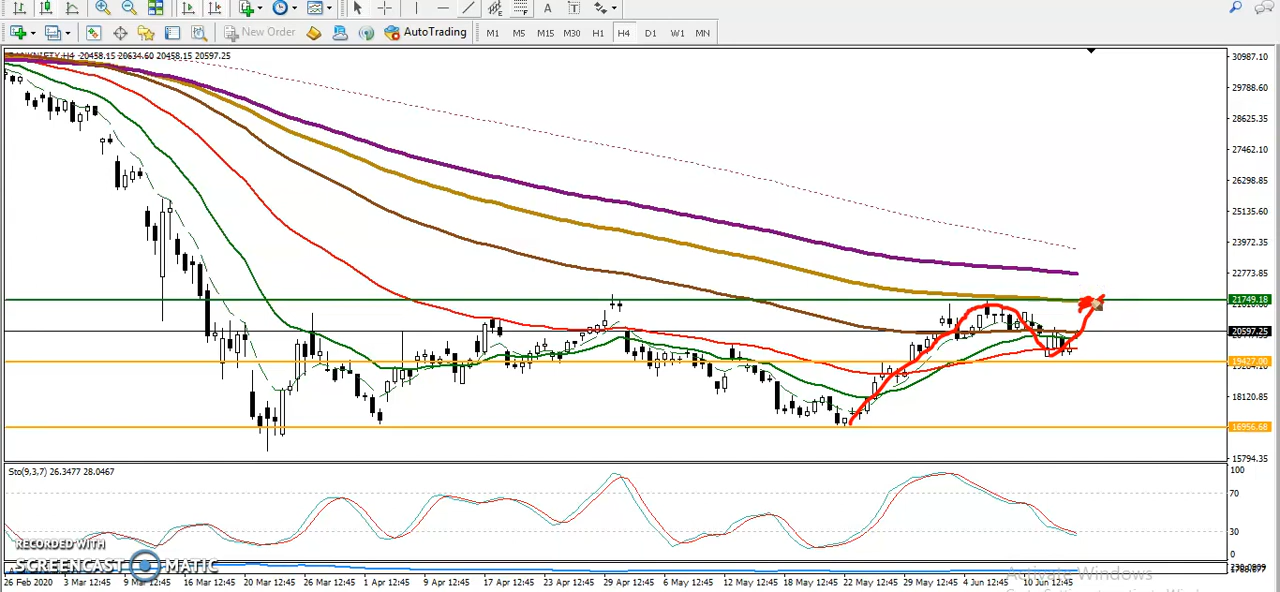 A T
New Order AutoTrading M1 M5 M15 M30 H1 H4 D1 W1 MN
H4 20458.15 20634.60 20458.15 20597.25
30987.10
29788.60
28625.35
27462.10
26298.85
25135.60
23972.35
22773.85
21749.18
20597.25
19427.00
18120.85
16956.68
15794.35
Sto(9,3,7) 26.3477 28.0467
100
70
30
0
RECORDED WITH
SCREENCAST MATIC
Activate Windows
26 Feb 2020 3 Mar 12:45 9 Mar 12:45 16 Mar 12:45 20 Mar 12:45 26 Mar 12:45 1 Apr 12:45 9 Apr 12:45 17 Apr 12:45 23 Apr 12:45 29 Apr 12:45 6 May 12:45 12 May 12:45 18 May 12:45 22 May 12:45 29 May 12:45 4 Jun 12:45 10 Jun 12:45